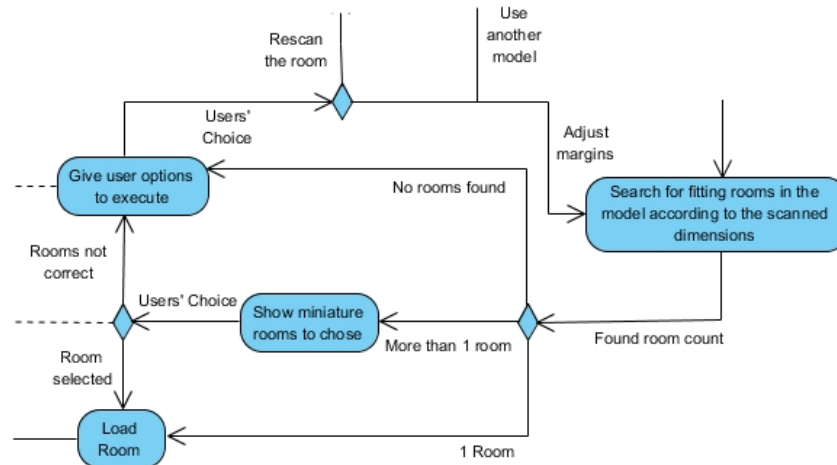 Rescan
the room
Use
another
model
Users'
Choice
Adjust
margins
Give user options
to execute
No rooms found
Search for fitting rooms in the
model according to the scanned
dimensions
Rooms not
correct
Users' Choice
Show miniature
rooms to chose
More than 1 room
Found room count
Room
selected
Load
Room
1 Room